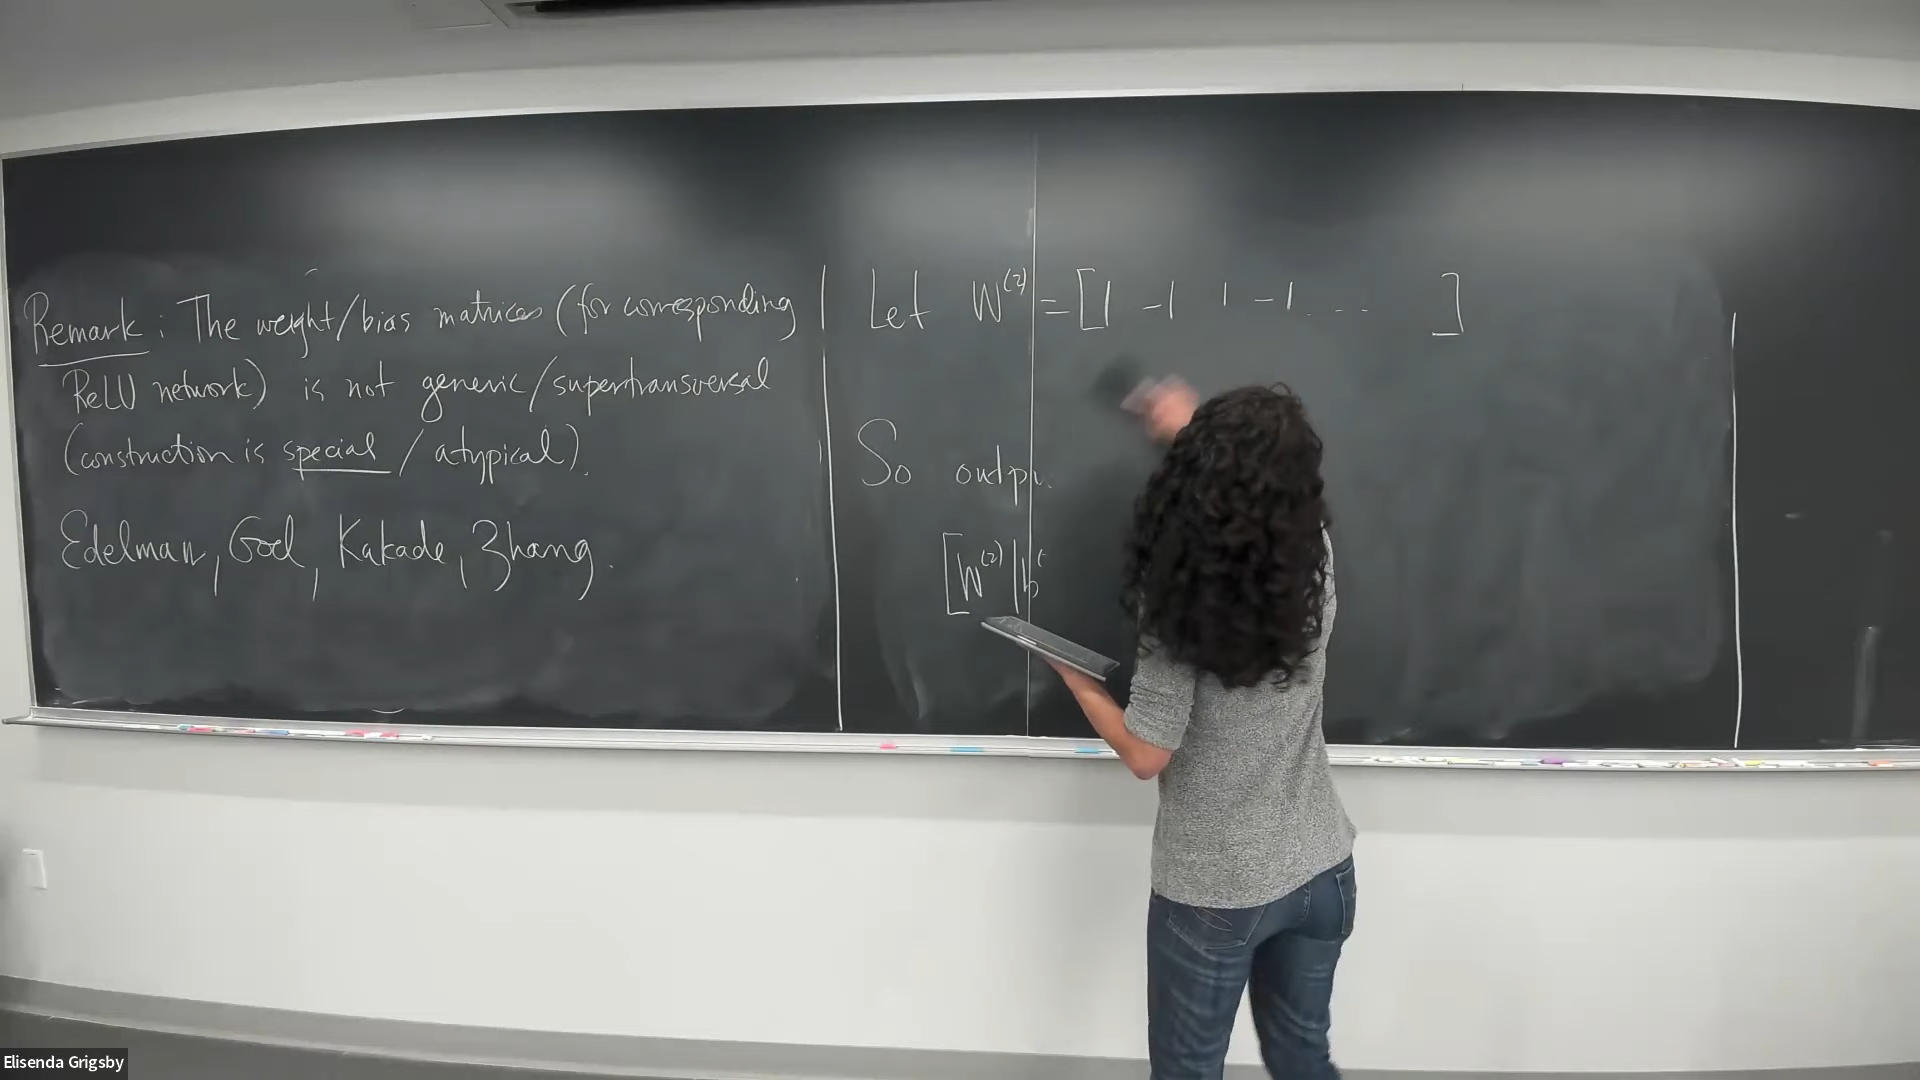 Remark: The weight/bias matrices (for corresponding
ReLU network) is not generic/supertransversal
(construction is special / atypical).
Edelman, Goel, Kakade, Zhang.
Let W^(2) = [1 -1 1 -1 ... ]
So
[W^(2)|b
Elisenda Grigsby